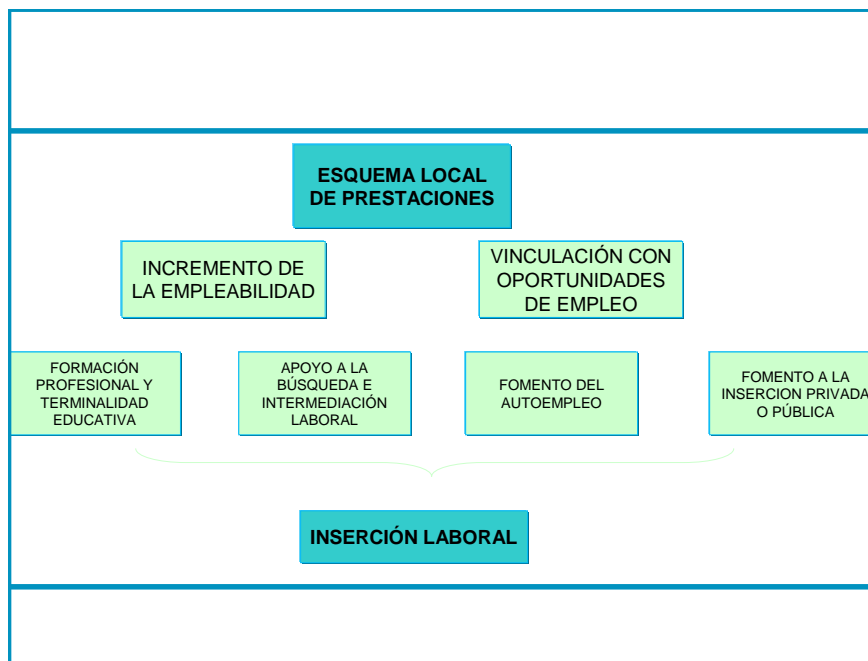 ESQUEMA LOCAL
DE PRESTACIONES
INCREMENTO DE
LA EMPLEABILIDAD
VINCULACIÓN CON
OPORTUNIDADES
DE EMPLEO
FORMACIÓN
PROFESIONAL Y
TERMINALIDAD
EDUCATIVA
APOYO A LA
BÚSQUEDA E
INTERMEDIACIÓN
LABORAL
FOMENTO DEL
AUTOEMPLEO
FOMENTO A LA
INSERCION PRIVADA
O PÚBLICA
INSERCIÓN LABORAL